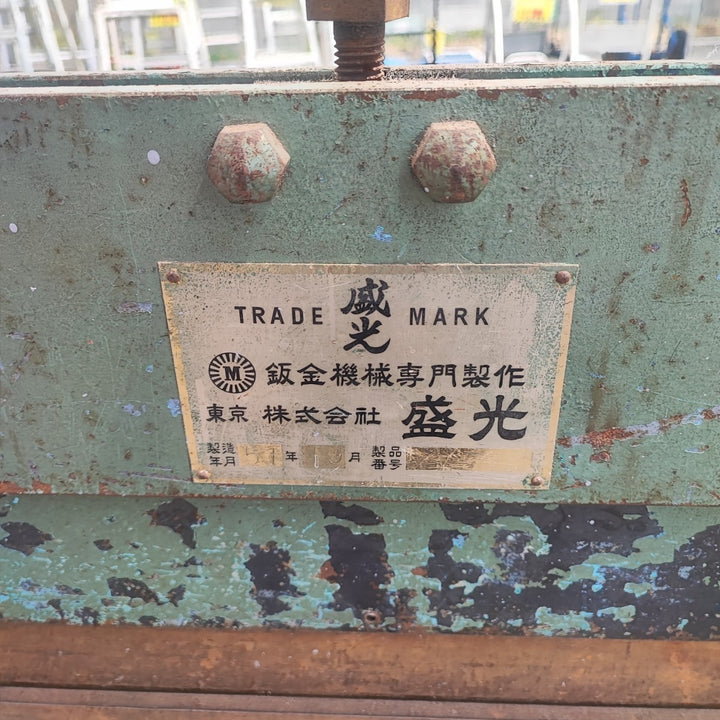 TRADE 盛光 MARK
M 鈑金機械専門製作
東京 株式会社 盛光
製造年月 年 月 製品番号